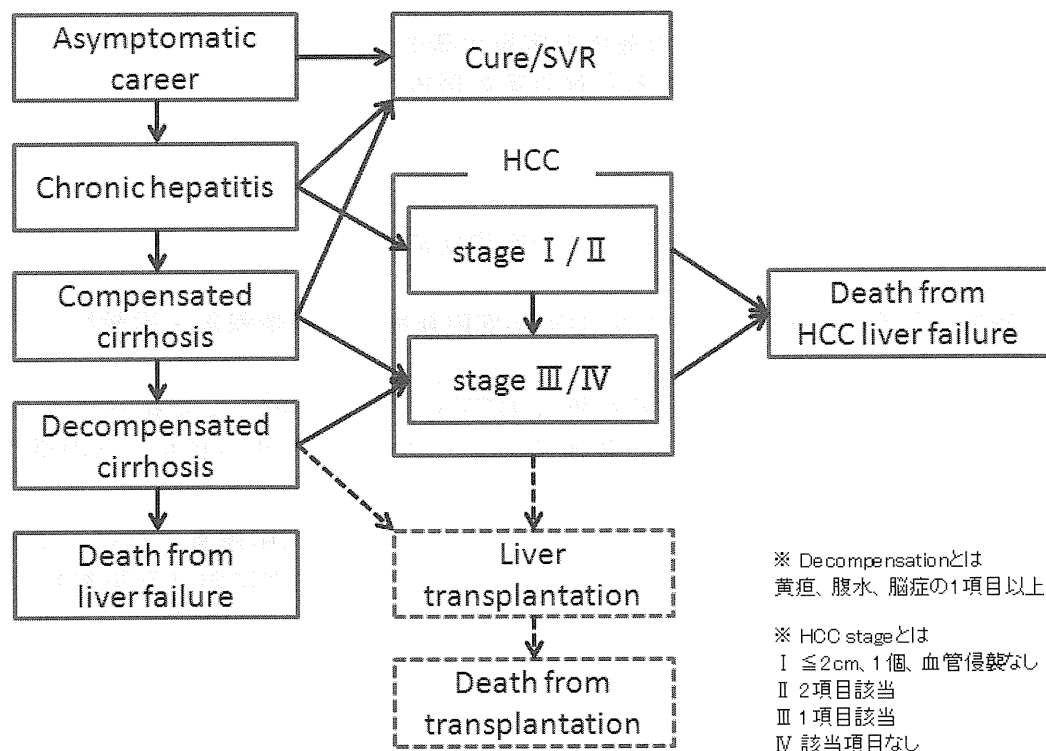 Asymptomatic
career
Cure/SVR
Chronic hepatitis
HCC
stage Ⅰ/Ⅱ
Compensated
cirrhosis
Death from
HCC liver failure
stage Ⅲ/Ⅳ
Decompensated
cirrhosis
Death from
liver failure
Liver
transplantation
Death from
transplantation
※ Decompensationとは
黄疸、腹水、脳症の1項目以上
※ HCC stageとは
Ⅰ ≦2cm、1個、血管侵襲なし
Ⅱ 2項目該当
Ⅲ 1項目該当
Ⅳ 該当項目なし